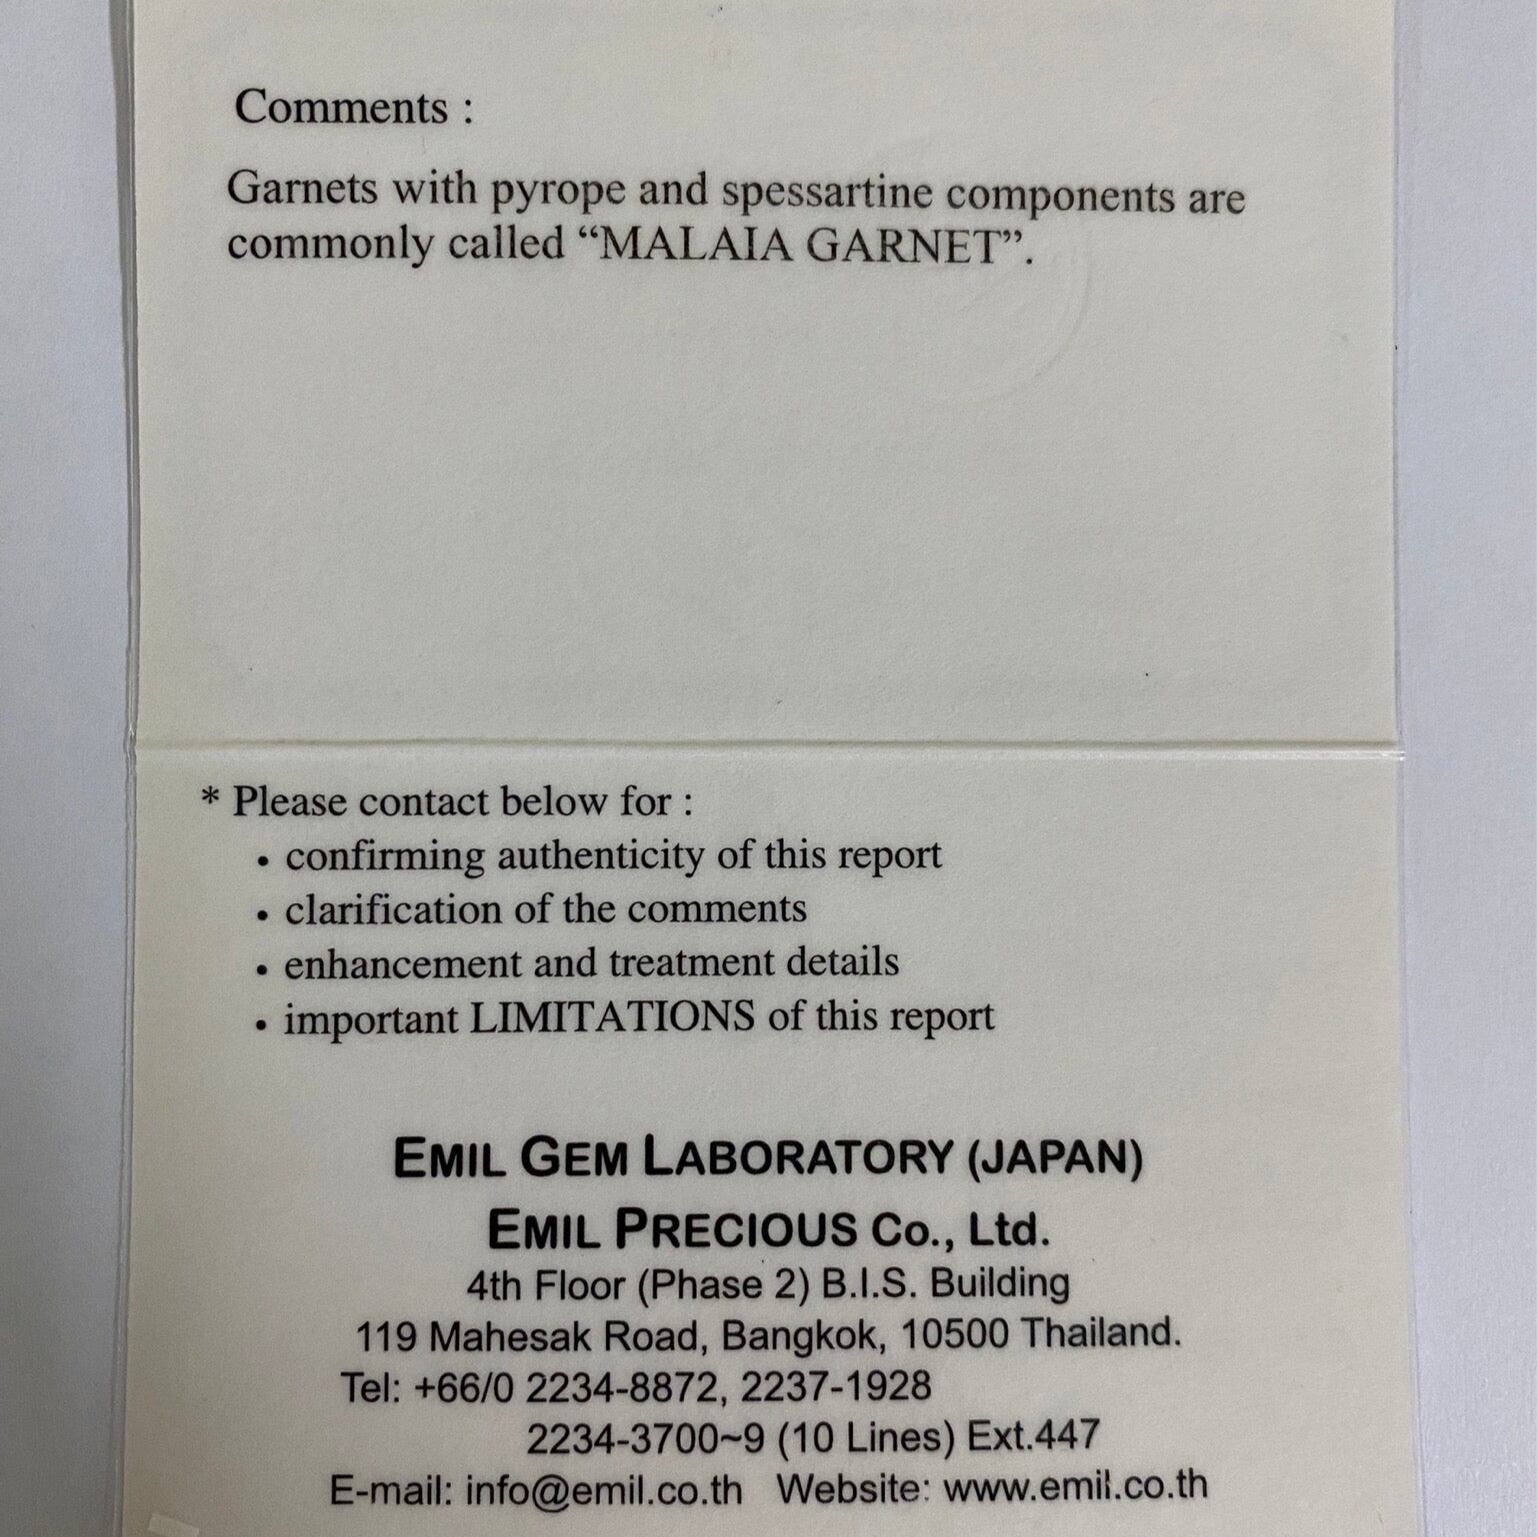 Comments :
Garnets with pyrope and spessartine components are
commonly called “MALAIA GARNET”.
* Please contact below for :
• confirming authenticity of this report
• clarification of the comments
• enhancement and treatment details
• important LIMITATIONS of this report
EMIL GEM LABORATORY (JAPAN)
EMIL PRECIOUS Co., Ltd.
4th Floor (Phase 2) B.I.S. Building
119 Mahesak Road, Bangkok, 10500 Thailand.
Tel: +66/0 2234-8872, 2237-1928
2234-3700~9 (10 Lines) Ext.447
E-mail: info@emil.co.th Website: www.emil.co.th